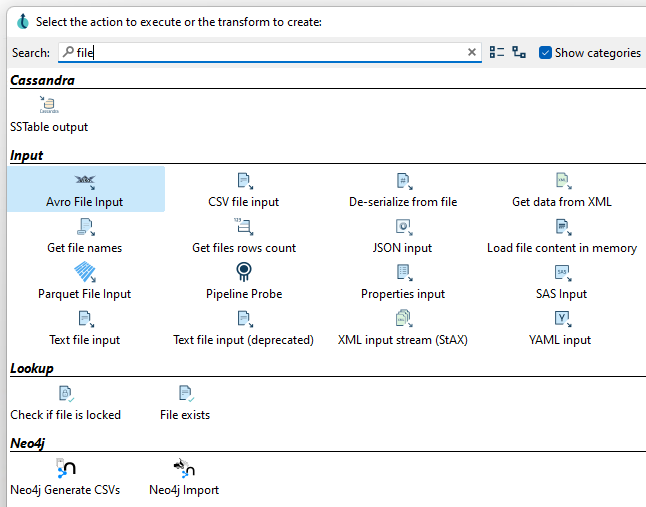 Select the action to execute or the transform to create:
Search: file Show categories
Cassandra
Cassandra
SSTable output
Input
Avro File Input CSV file input De-serialize from file Get data from XML
123
Get file names Get files rows count JSON input Load file content in memory
SAS
Parquet File Input Pipeline Probe Properties input SAS Input
Text file input Text file input (deprecated) XML input stream (StAX) YAML input
Lookup
Check if file is locked File exists
Neo4j
Neo4j Generate CSVs Neo4j Import